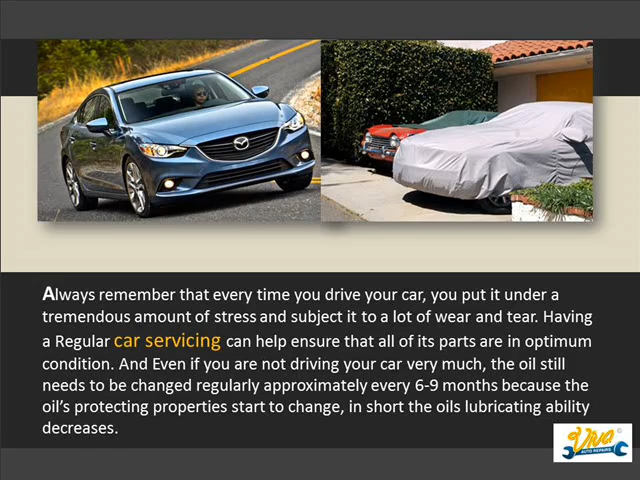 Always remember that every time you drive your car, you put it under a
tremendous amount of stress and subject it to a lot of wear and tear. Having
a Regular car servicing can help ensure that all of its parts are in optimum
condition. And Even if you are not driving your car very much, the oil still
needs to be changed regularly approximately every 6-9 months because the
oil's protecting properties start to change, in short the oils lubricating ability
decreases.
Viva ©
AUTO REPAIRS